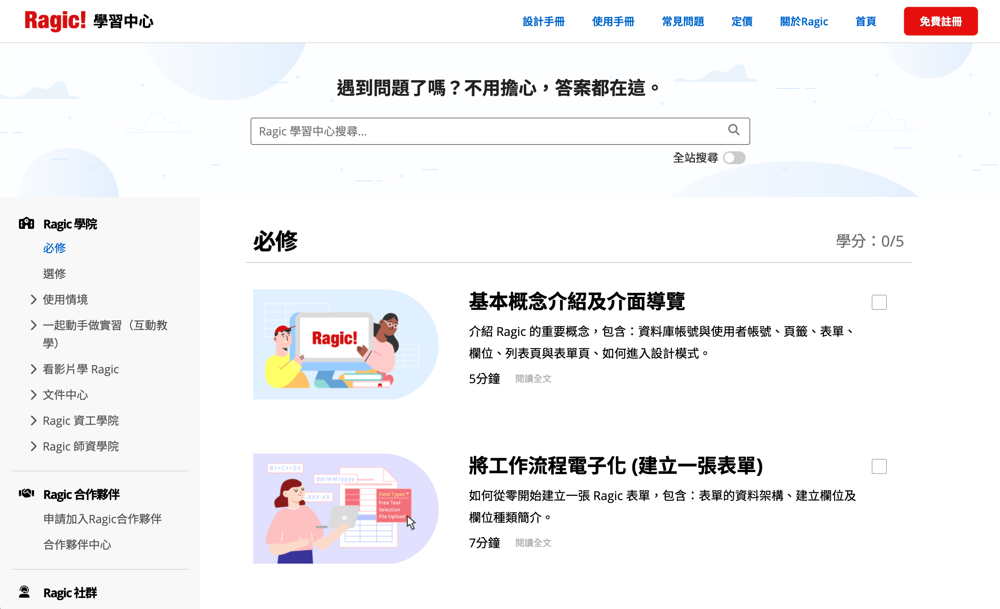 Ragic! 學習中心
設計手冊 使用手冊 常見問題 定價 關於Ragic 首頁 免費註冊
遇到問題了嗎？不用擔心，答案都在這。
Ragic 學習中心搜尋...
全站搜尋
Ragic 學院
必修
選修
使用情境
一起動手做實習（互動教
學）
看影片學 Ragic
文件中心
Ragic 資工學院
Ragic 師資學院
Ragic 合作夥伴
申請加入Ragic合作夥伴
合作夥伴中心
Ragic 社群
必修
學分：0/5
Ragic!
基本概念介紹及介面導覽
介紹 Ragic 的重要概念，包含：資料庫帳號與使用者帳號、頁籤、表單、
欄位、列表頁與表單頁、如何進入設計模式。
5分鐘 閱讀全文
B1+C1+D1
dd/MM/yyyy
-XXX-XX
Field Types
Free Text
Selection
File Upload
將工作流程電子化 (建立一張表單)
如何從零開始建立一張 Ragic 表單，包含：表單的資料架構、建立欄位及
欄位種類簡介。
7分鐘 閱讀全文